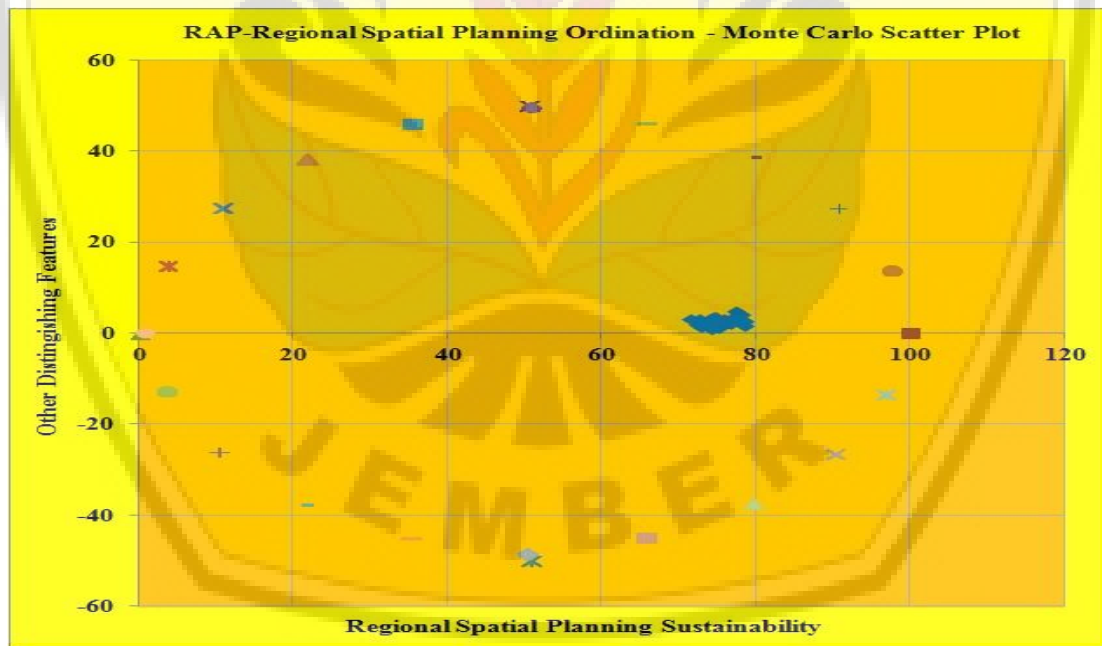 RAP-Regional Spatial Planning Ordination - Monte Carlo Scatter Plot
60
40
20
0
-20
-40
-60
0 20 40 60 80 100 120
Other Distingishing Features
Regional Spatial Planning Sustainability
JEMBER